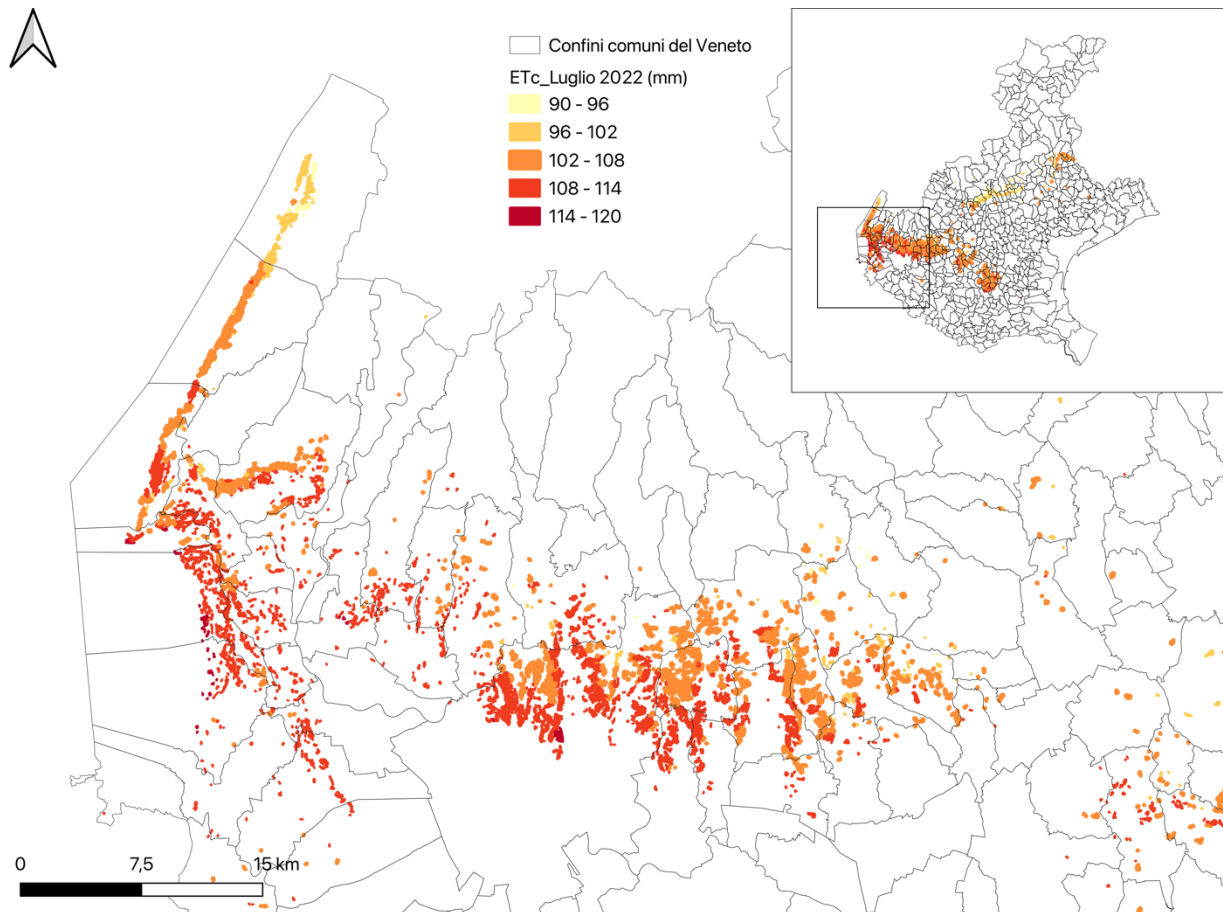 Confini comuni del Veneto
ETc_Luglio 2022 (mm)
90 - 96
96 - 102
102 - 108
108 - 114
114 - 120
0 7,5 15 km